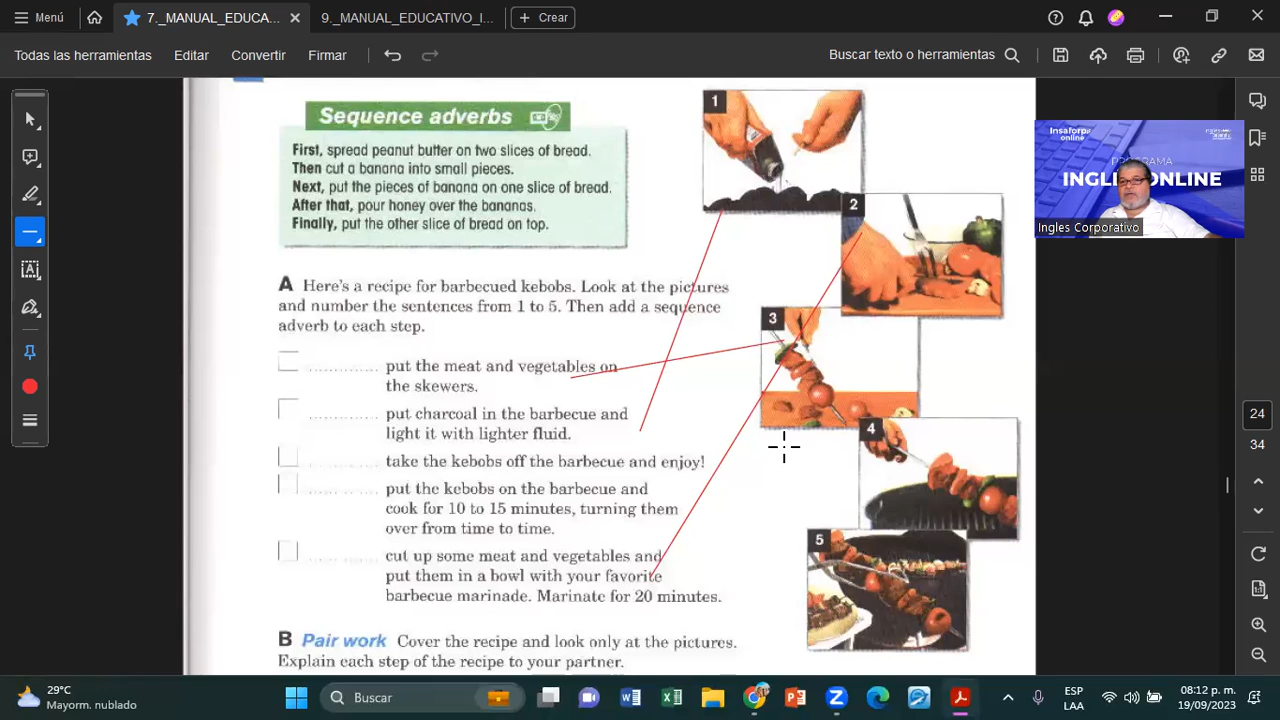 Menú
7._MANUAL_EDUCA...
9._MANUAL_EDUCATIVO_I...
Crear
Todas las herramientas
Editar
Convertir
Firmar
Buscar texto o herramientas
Sequence adverbs
First, spread peanut butter on two slices of bread.
Then cut a banana into small pieces.
Next, put the pieces of banana on one slice of bread.
After that, pour honey over the bananas.
Finally, put the other slice of bread on top.
A Here's a recipe for barbecued kebobs. Look at the pictures
and number the sentences from 1 to 5. Then add a sequence
adverb to each step.
put the meat and vegetables on
the skewers.
put charcoal in the barbecue and
light it with lighter fluid.
take the kebobs off the barbecue and enjoy!
put the kebobs on the barbecue and
cook for 10 to 15 minutes, turning them
over from time to time.
cut up some meat and vegetables and
put them in a bowl with your favorite
barbecue marinade. Marinate for 20 minutes.
B Pair work Cover the recipe and look only at the pictures.
Explain each step of the recipe to your partner.
1
2
3
4
5
Insaforp
online
PROGRAMA
INGL ONLINE
Ingles Corporativo
24
34
29°C
Mayorm. nublado
Buscar
ESP
LAA
08:12 p. m.
19/09/2023